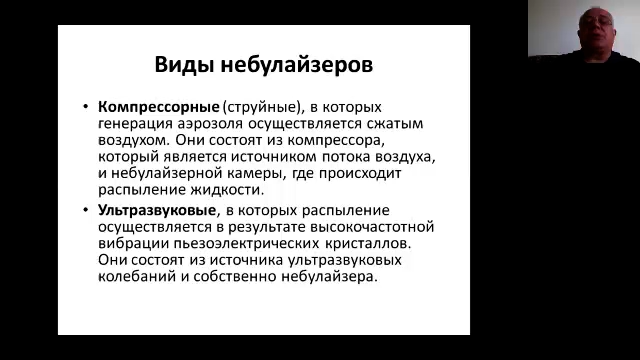 Виды небулайзеров
• Компрессорные (струйные), в которых
генерация аэрозоля осуществляется сжатым
воздухом. Они состоят из компрессора,
который является источником потока воздуха,
и небулайзерной камеры, где происходит
распыление жидкости.
• Ультразвуковые, в которых распыление
осуществляется в результате высокочастотной
вибрации пьезоэлектрических кристаллов.
Они состоят из источника ультразвуковых
колебаний и собственно небулайзера.